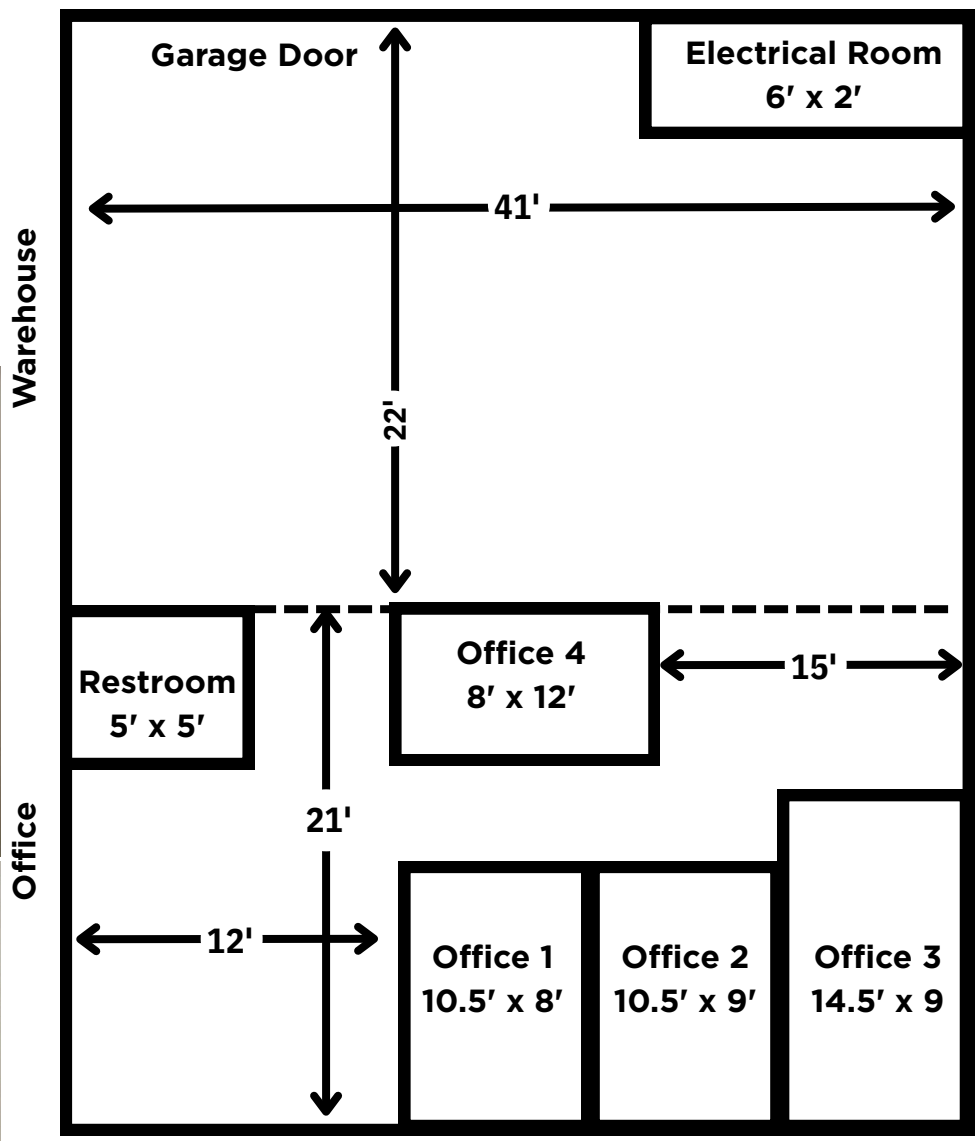 Garage Door
Electrical Room
6' x 2'
41'
Warehouse
22'
Office 4
8' x 12'
15'
Restroom
5' x 5'
21'
Office
12'
Office 1
10.5' x 8'
Office 2
10.5' x 9'
Office 3
14.5' x 9